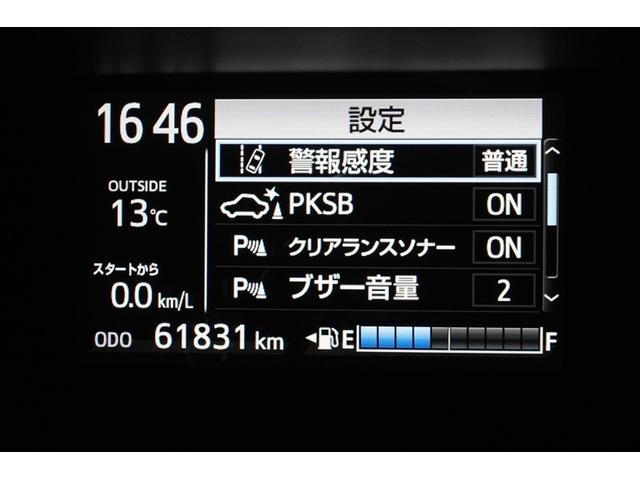 16 46
設定
警報感度 普通
OUTSIDE
13℃
PKSB ON
P クリアランスソナー ON
スタートから
0.0 km/L
P ブザー音量 2
ODO 61831 km
E F